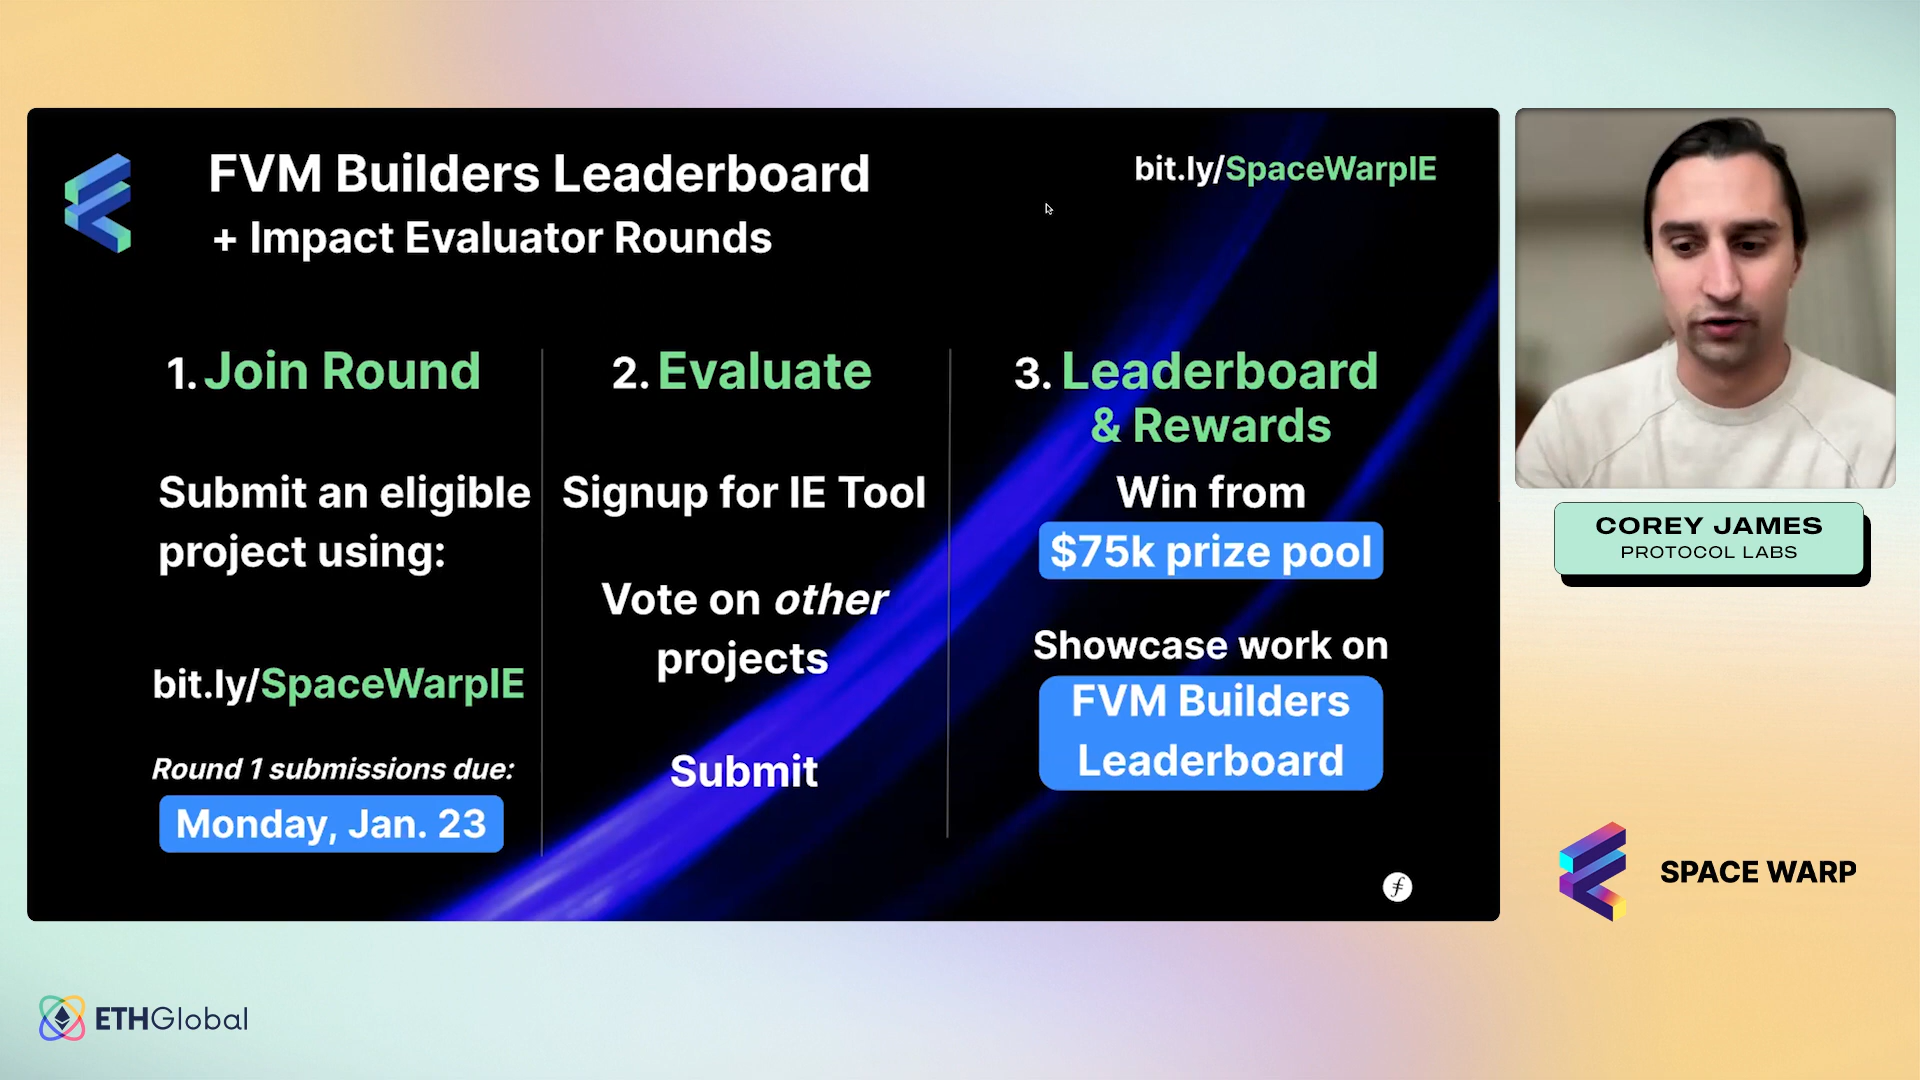 FVM Builders Leaderboard
+ Impact Evaluator Rounds
bit.ly/SpaceWarpIE
1. Join Round
Submit an eligible
project using:
bit.ly/SpaceWarpIE
Round 1 submissions due:
Monday, Jan. 23
2. Evaluate
Signup for IE Tool
Vote on other
projects
Submit
3. Leaderboard
& Rewards
Win from
$75k prize pool
Showcase work on
FVM Builders
Leaderboard
COREY JAMES
PROTOCOL LABS
SPACE WARP
ETHGlobal